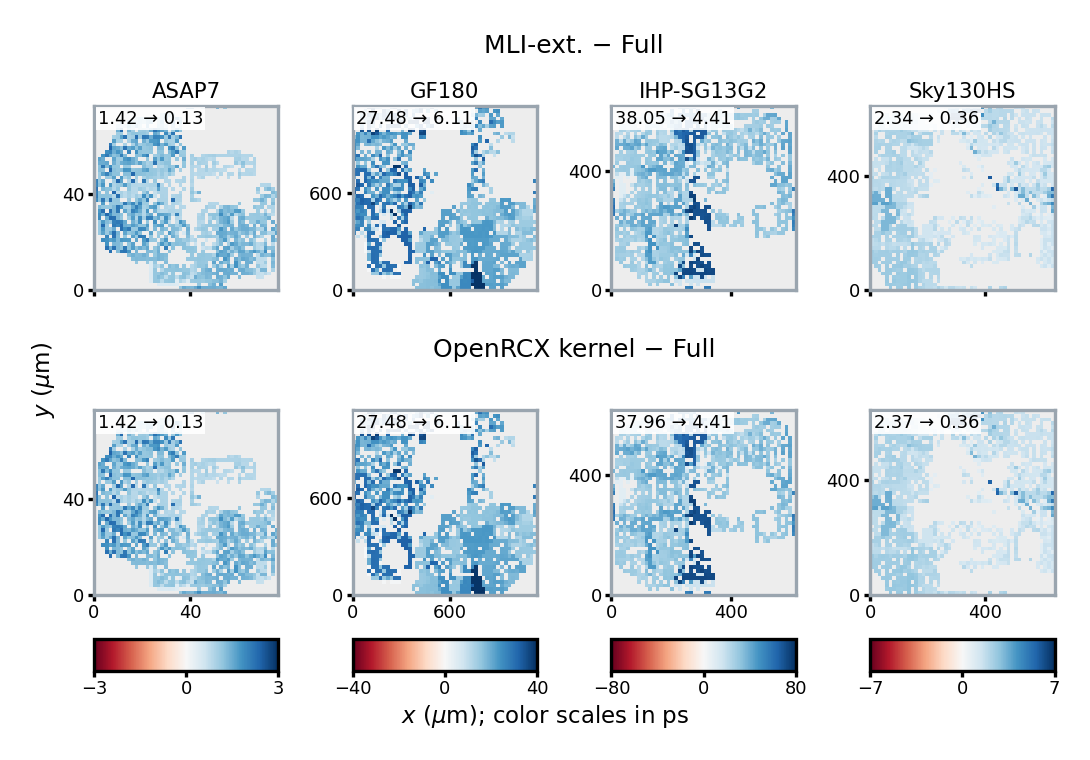 MLI-ext. − Full
ASAP7 GF180 IHP-SG13G2 Sky130HS
1.42 → 0.13 27.48 → 6.11 38.05 → 4.41 2.34 → 0.36
40 600 400 400
0 0 0 0
OpenRCX kernel − Full
y (μm)
1.42 → 0.13 27.48 → 6.11 37.96 → 4.41 2.37 → 0.36
40 600 400 400
0 0 0 0
0 40 0 600 0 400 0 400
−3 0 3 −40 0 40 −80 0 80 −7 0 7
x (μm); color scales in ps